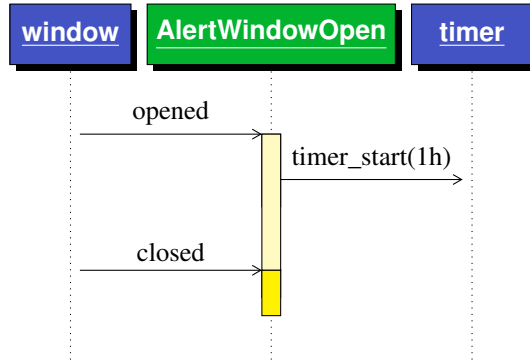 window
AlertWindowOpen
timer
opened
timer_start(1h)
closed